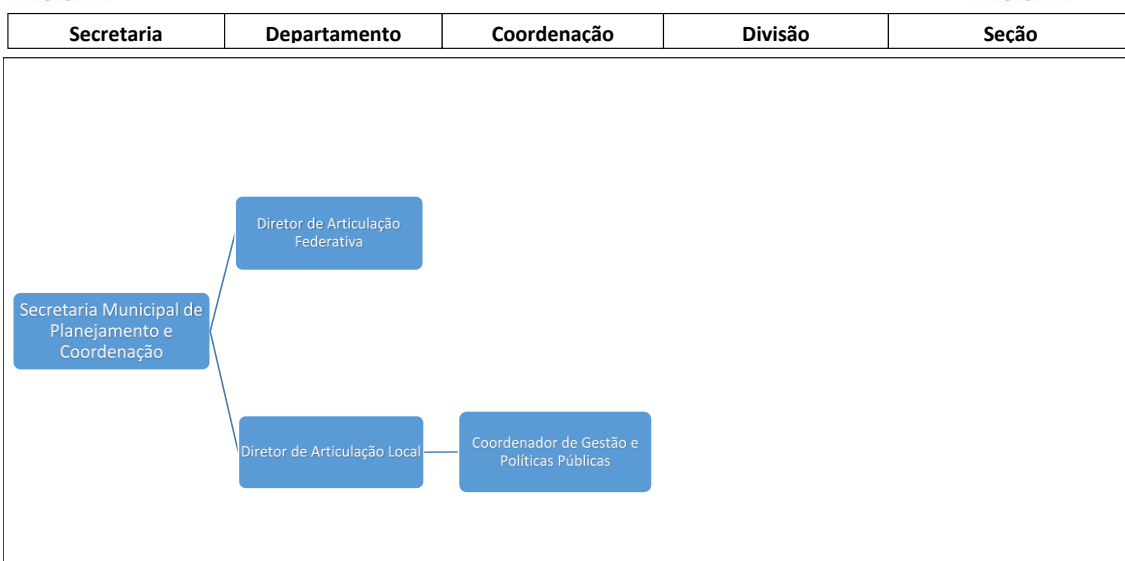 Secretaria Departamento Coordenação Divisão Seção
Diretor de Articulação
Federativa
Secretaria Municipal de
Planejamento e
Coordenação
Diretor de Articulação Local
Coordenador de Gestão e
Políticas Públicas